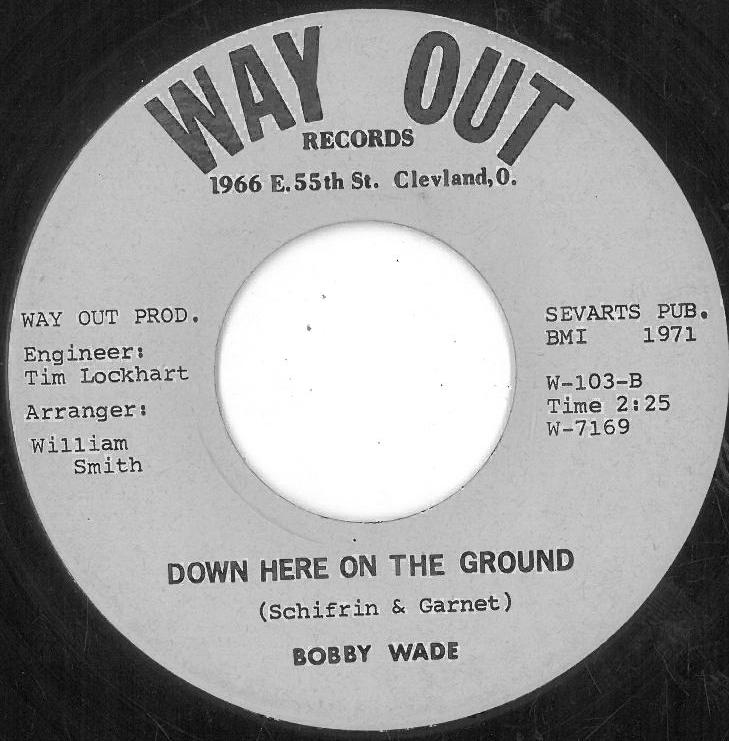 WAY OUT
RECORDS
1966 E. 55th St. Clevland, O.
WAY OUT PROD.
Engineer:
Tim Lockhart
Arranger:
William
Smith
SEVARTS PUB.
BMI 1971
W-103-B
Time 2:25
W-7169
DOWN HERE ON THE GROUND
(Schifrin & Garnet)
BOBBY WADE